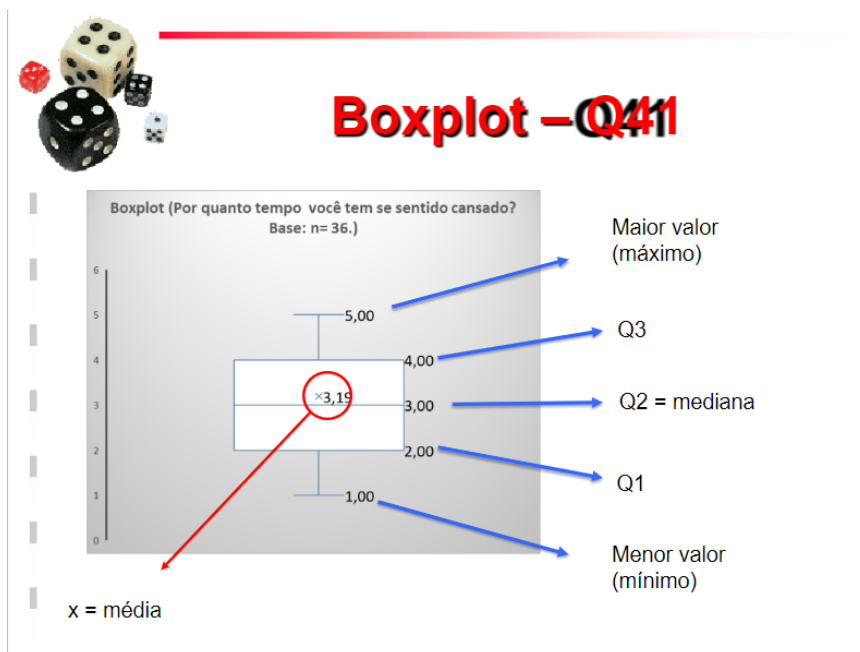 Boxplot – Q41
Boxplot (Por quanto tempo você tem se sentido cansado?
Base: n= 36.)
6
5
4
3
2
1
0
5,00
4,00
×3,19
3,00
2,00
1,00
Maior valor
(máximo)
Q3
Q2 = mediana
Q1
Menor valor
(mínimo)
x = média